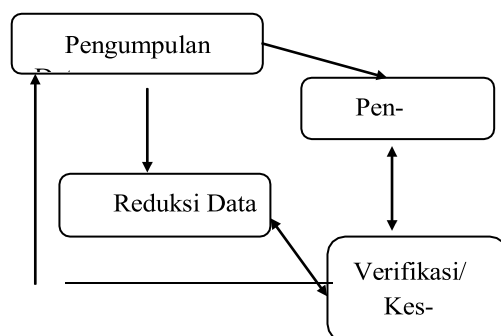 Pengumpulan
Pen-
Reduksi Data
Verifikasi/
Kes-